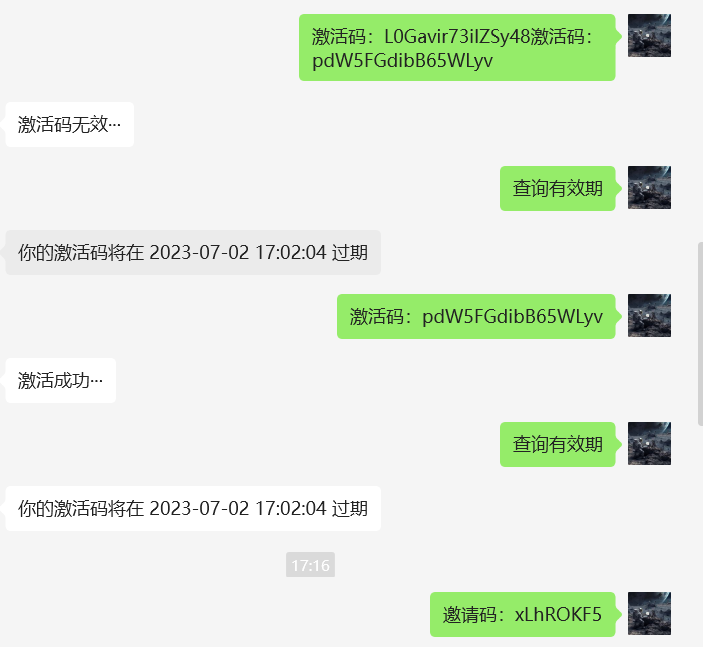 激活码：L0Gavir73iIZSy48激活码：
pdW5FGdibB65WLyv
激活码无效···
查询有效期
你的激活码将在 2023-07-02 17:02:04 过期
激活码：pdW5FGdibB65WLyv
激活成功···
查询有效期
你的激活码将在 2023-07-02 17:02:04 过期
17:16
邀请码：xLhROKF5